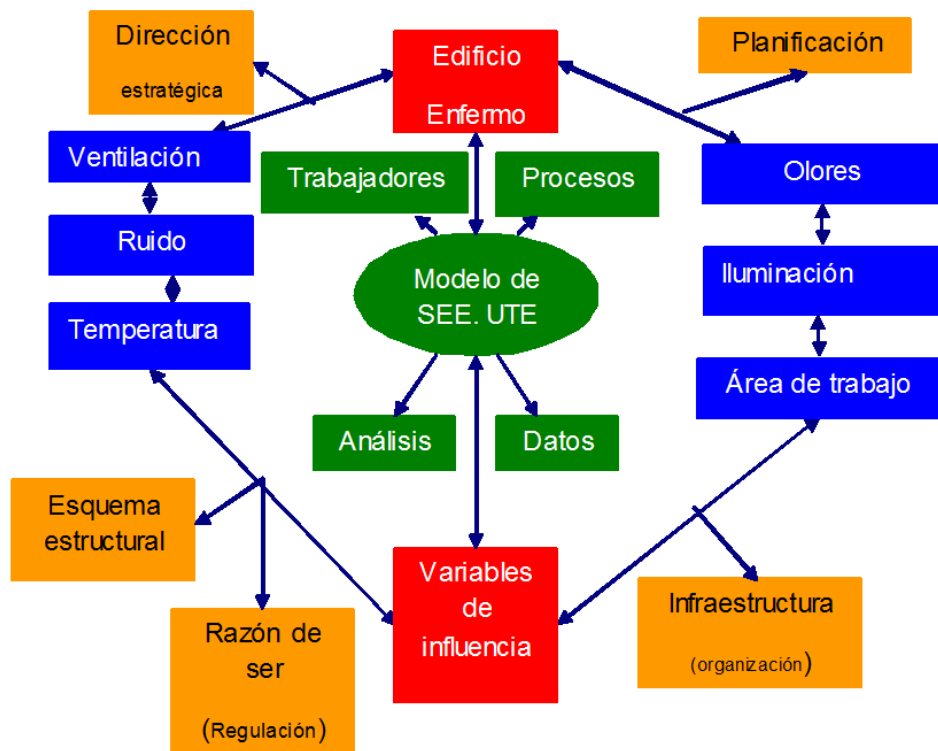 Dirección
estratégica
Edificio
Enfermo
Planificación
Ventilación
Trabajadores
Procesos
Olores
Ruido
Modelo de
SEE. UTE
Iluminación
Temperatura
Área de trabajo
Análisis
Datos
Esquema
estructural
Variables
de
influencia
Infraestructura
(organización)
Razón de
ser
(Regulación)